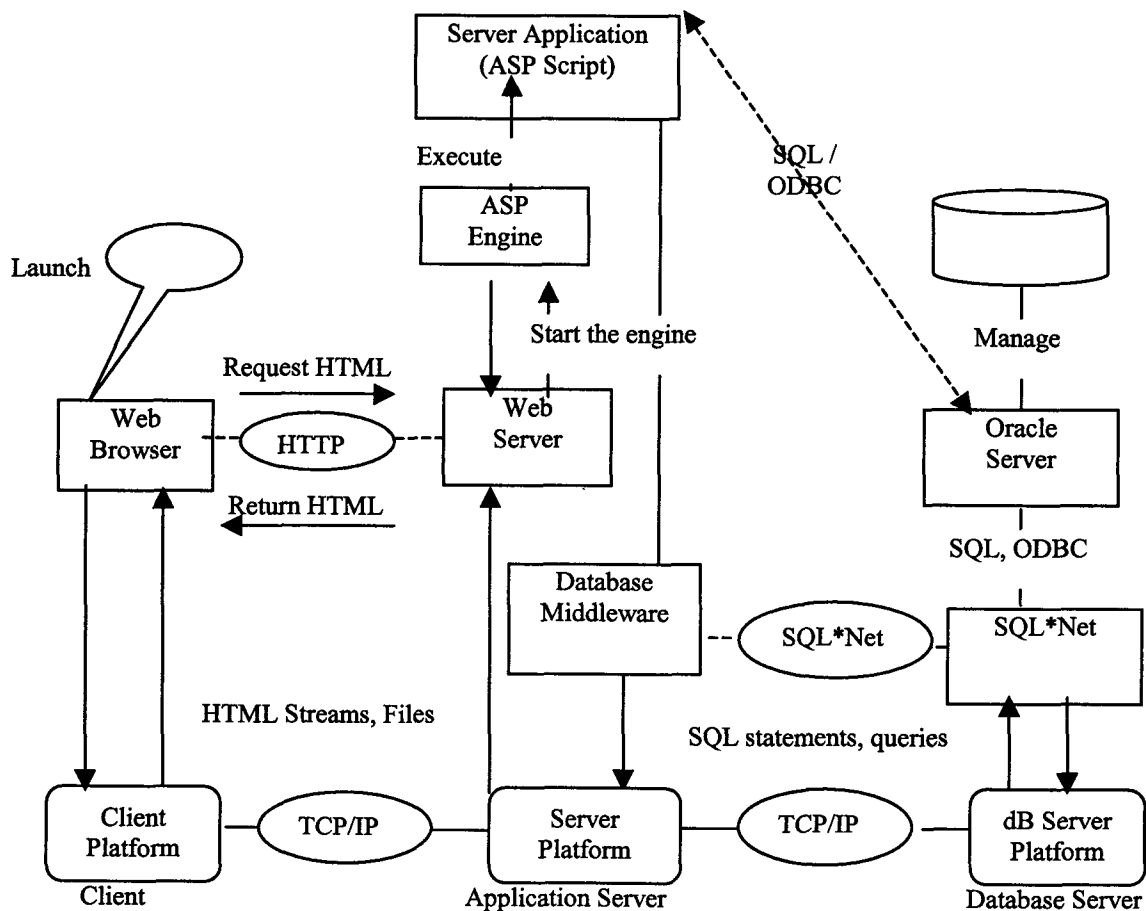 Server Application
(ASP Script)
Execute
SQL /
ODBC
ASP
Engine
Launch
Start the engine
Manage
Request HTML
Web
Browser
HTTP
Web
Server
Oracle
Server
Return HTML
SQL, ODBC
Database
Middleware
SQL*Net
SQL*Net
HTML Streams, Files
SQL statements, queries
Client
Platform
TCP/IP
Server
Platform
TCP/IP
dB Server
Platform
Client
Application Server
Database Server